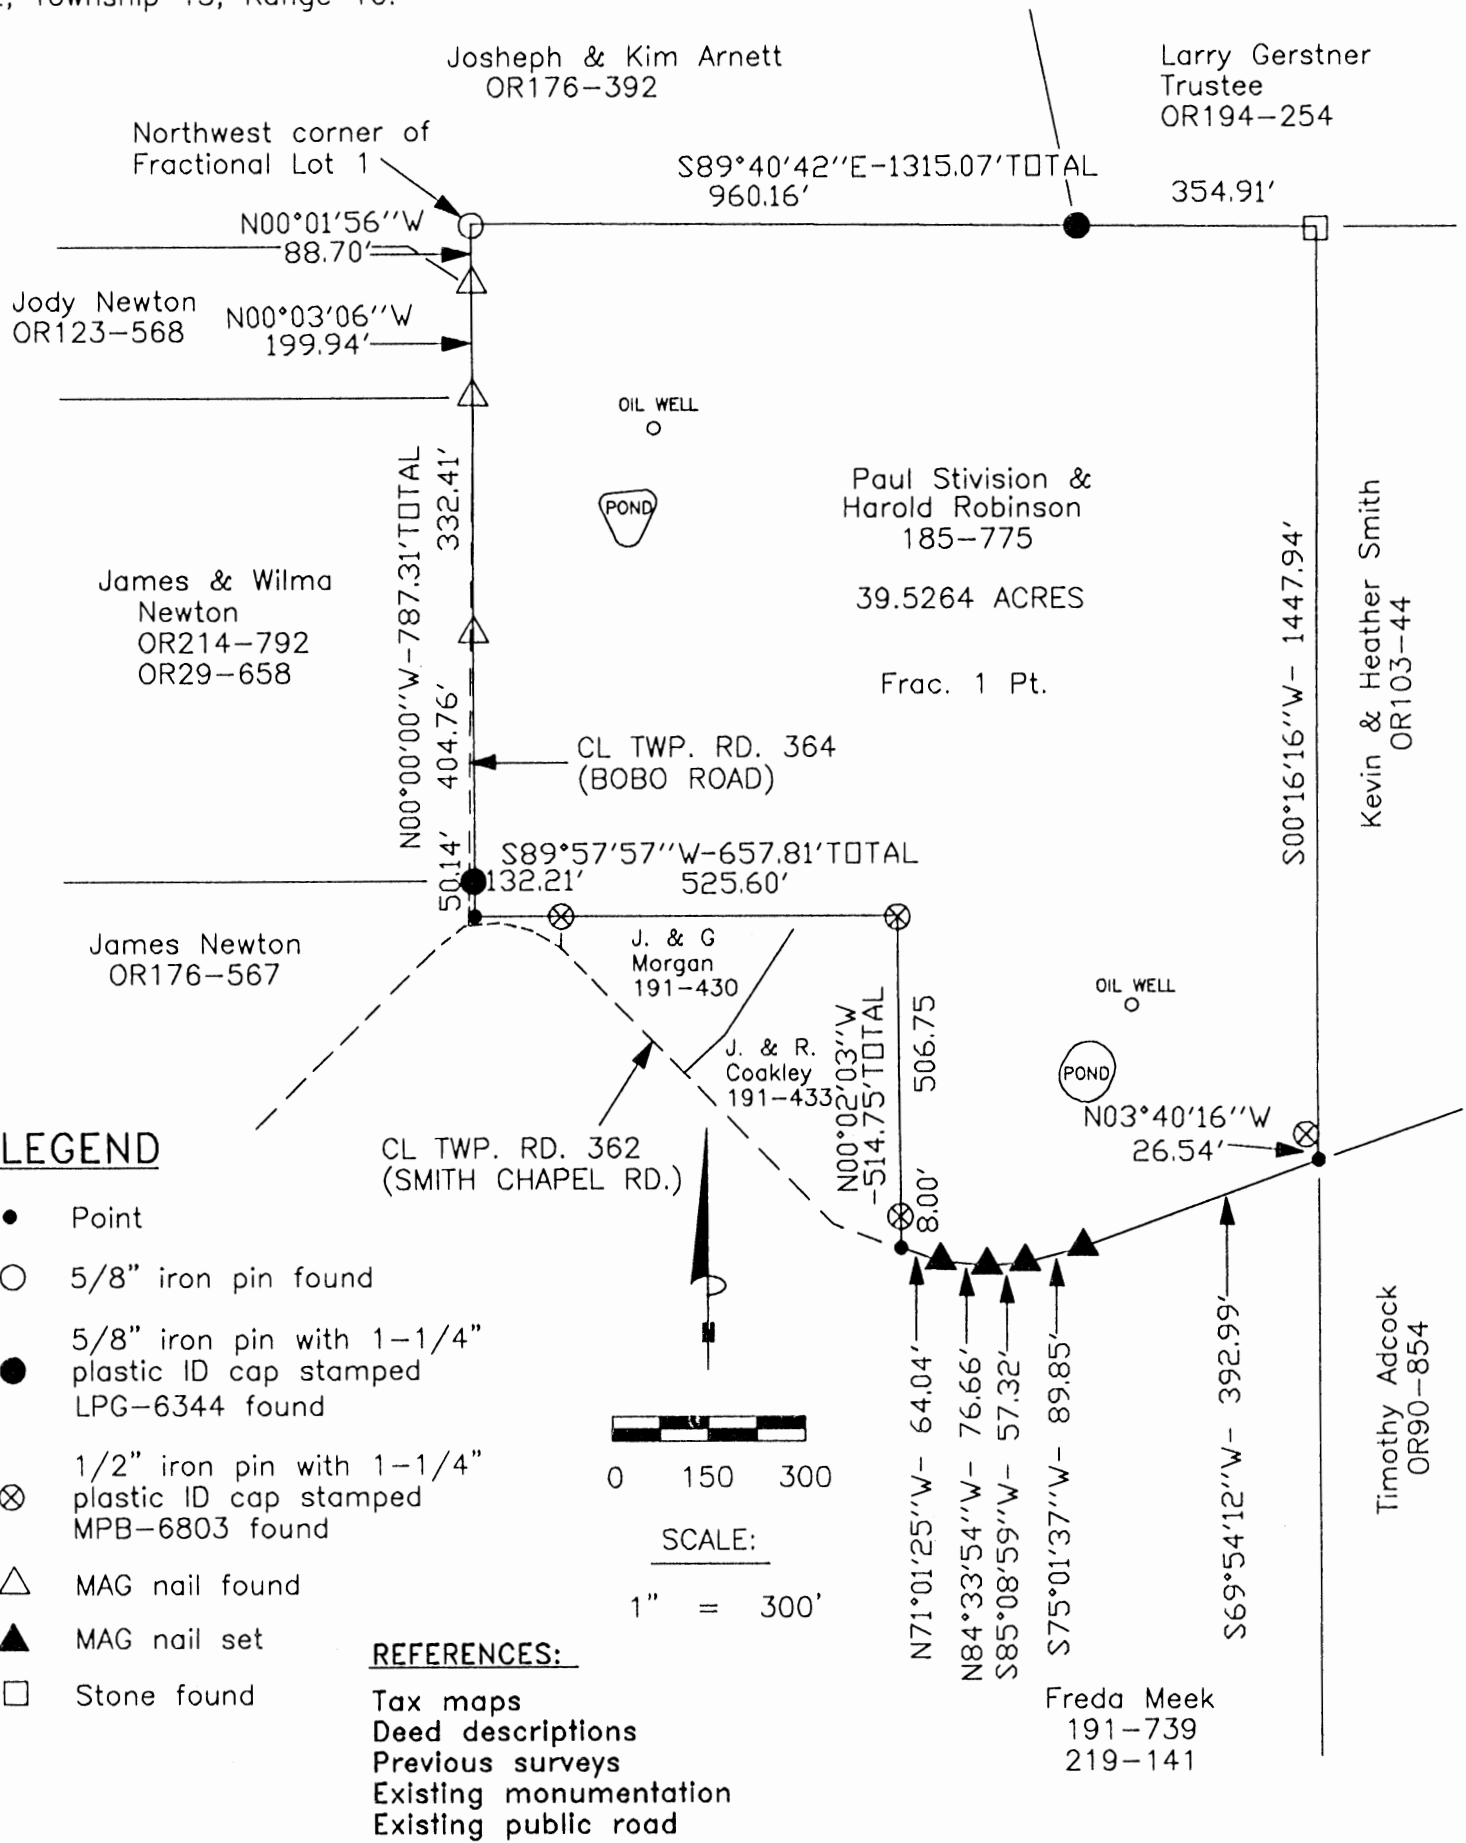 Township 13, Range 10.
Joseph & Kim Arnett
OR176-392
Larry Gerstner
Trustee
OR194-254
Northwest corner of
Fractional Lot 1
S89°40'42"E-1315.07'TOTAL
960.16'
354.91'
N00°01'56"W
88.70'
Jody Newton
OR123-568
N00°03'06"W
199.94'
OIL WELL
POND
Paul Stivision &
Harold Robinson
185-775
39.5264 ACRES
Frac. 1 Pt.
N00°00'00"W-787.31'TOTAL
332.41'
404.76'
50.14'
James & Wilma
Newton
OR214-792
OR29-658
S00°16'16"W- 1447.94'
Kevin & Heather Smith
OR103-44
CL TWP. RD. 364
(BOBO ROAD)
S89°57'57"W-657.81'TOTAL
132.21'
525.60'
James Newton
OR176-567
J. & G
Morgan
191-430
J. & R.
Coakley
191-433
N00°02'03"W
-514.75'TOTAL
506.75
8.00'
OIL WELL
POND
N03°40'16"W
26.54'
CL TWP. RD. 362
(SMITH CHAPEL RD.)
LEGEND
Point
5/8" iron pin found
5/8" iron pin with 1-1/4"
plastic ID cap stamped
LPG-6344 found
1/2" iron pin with 1-1/4"
plastic ID cap stamped
MPB-6803 found
MAG nail found
MAG nail set
Stone found
N
0 150 300
SCALE:
1" = 300'
N71°01'25"W- 64.04'
N84°33'54"W- 76.66'
S85°08'59"W- 57.32'
S75°01'37"W- 89.85'
S69°54'12"W- 392.99'
Timothy Adcock
OR90-854
Freda Meek
191-739
219-141
REFERENCES:
Tax maps
Deed descriptions
Previous surveys
Existing monumentation
Existing public road